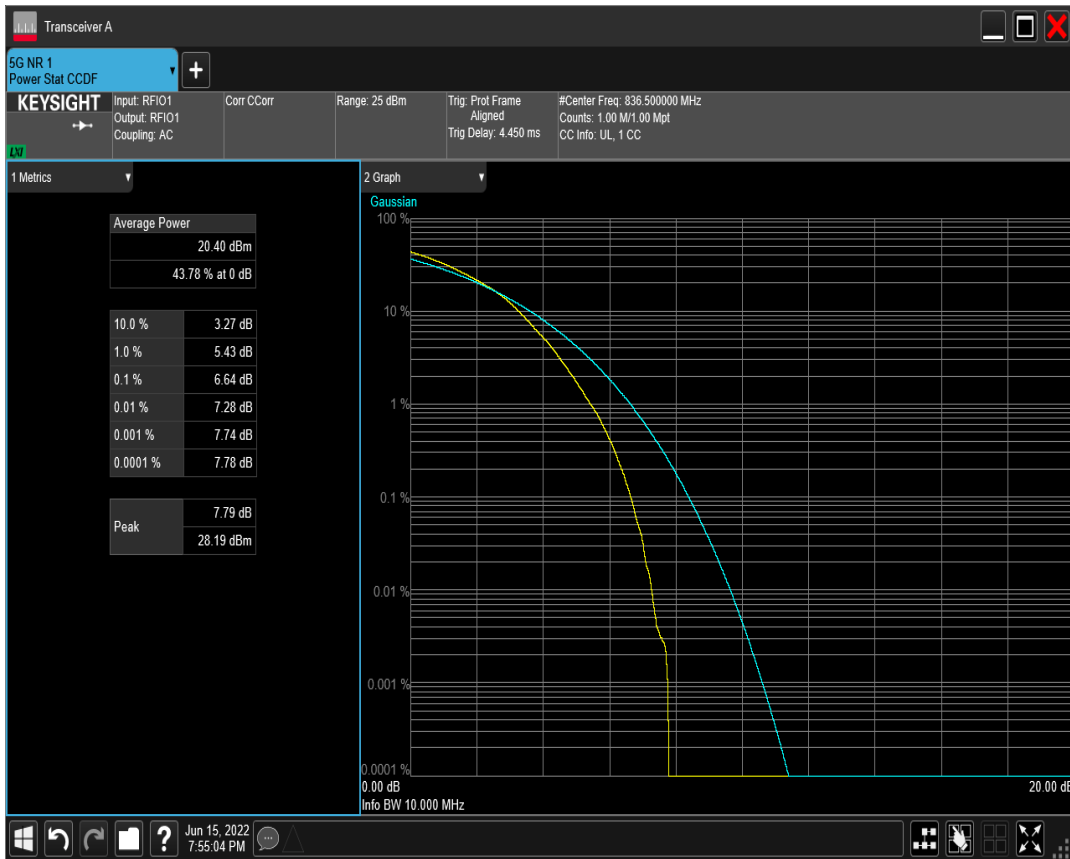 Transceiver A
5G NR 1
Power Stat CCDF
+
KEYSIGHT
LXI
Input: RFIO1
Output: RFIO1
Coupling: AC
Corr CCorr
Range: 25 dBm
Trig: Prot Frame
Aligned
Trig Delay: 4.450 ms
#Center Freq: 836.500000 MHz
Counts: 1.00 M/1.00 Mpt
CC Info: UL, 1 CC
1 Metrics
Average Power
20.40 dBm
43.78 % at 0 dB
10.0 % 3.27 dB
1.0 % 5.43 dB
0.1 % 6.64 dB
0.01 % 7.28 dB
0.001 % 7.74 dB
0.0001 % 7.78 dB
Peak 7.79 dB
28.19 dBm
2 Graph
Gaussian
100 %
10 %
1 %
0.1 %
0.01 %
0.001 %
0.0001 %
0.00 dB 20.00 dB
Info BW 10.000 MHz
?
Jun 15, 2022
7:55:04 PM